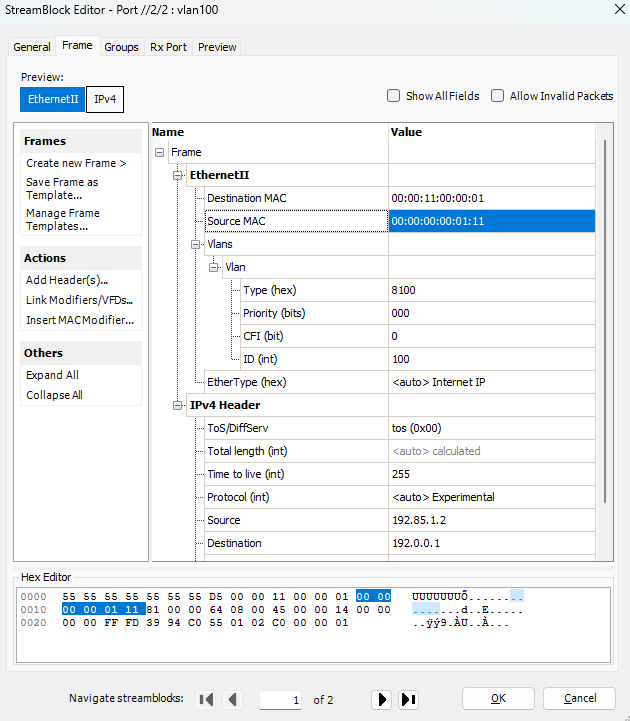 StreamBlock Editor - Port //2/2 : vlan100
General Frame Groups Rx Port Preview
Preview:
EthernetII IPv4
Show All Fields Allow Invalid Packets
Frames
Create new Frame >
Save Frame as
Template...
Manage Frame
Templates...
Actions
Add Header(s)...
Link Modifiers/VFDs...
Insert MAC Modifier...
Others
Expand All
Collapse All
Name Value
Frame
EthernetII
Destination MAC 00:00:11:00:00:01
Source MAC 00:00:00:00:01:11
Vlans
Vlan
Type (hex) 8100
Priority (bits) 000
CFI (bit) 0
ID (int) 100
EtherType (hex) <auto> Internet IP
IPv4 Header
ToS/DiffServ tos (0x00)
Total length (int) <auto> calculated
Time to live (int) 255
Protocol (int) <auto> Experimental
Source 192.85.1.2
Destination 192.0.0.1
Hex Editor
0000 55 55 55 55 55 55 55 D5 00 00 11 00 00 01 00 00 UUUUUUUÕ........
0010 00 00 01 11 81 00 00 64 08 00 45 00 00 14 00 00 .......d..E.....
0020 00 00 FF FD 39 94 C0 55 01 02 C0 00 00 01 ..ÿý9.ÀU..À...
Navigate streamblocks: 1 of 2 OK Cancel